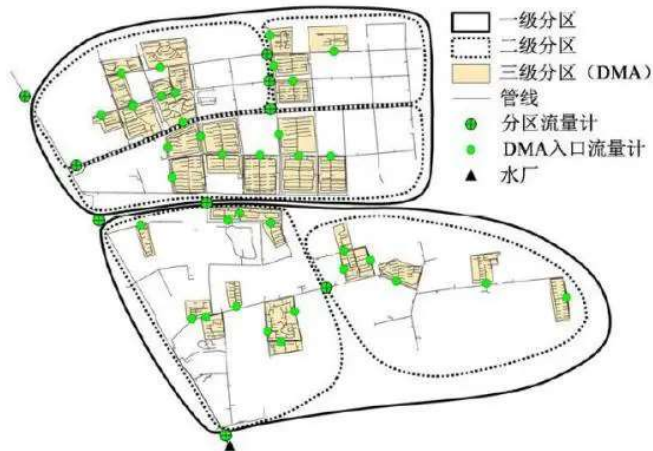 一级分区
二级分区
三级分区（DMA）
管线
分区流量计
DMA入口流量计
水厂